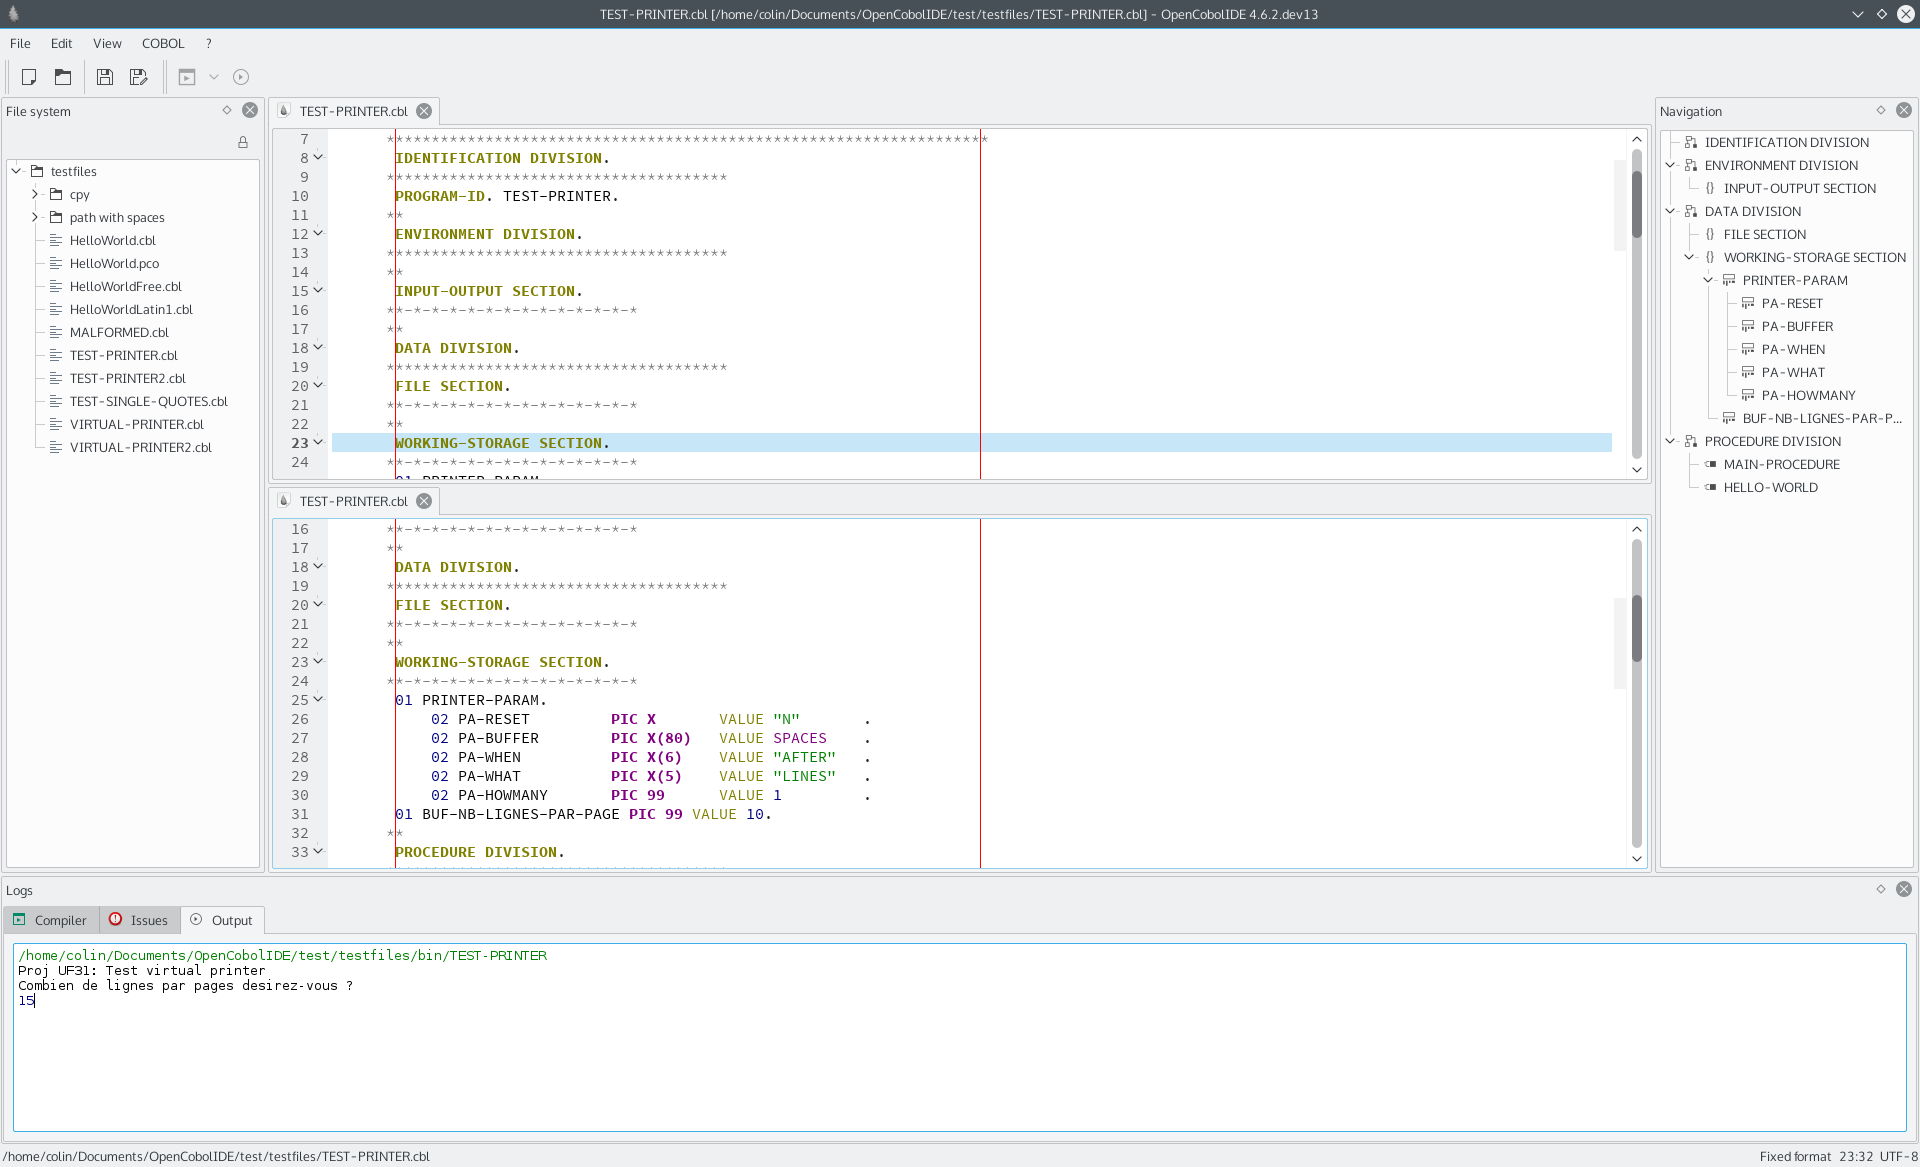 TEST-PRINTER.cbl [/home/colin/Documents/OpenCobolIDE/test/testfiles/TEST-PRINTER.cbl] - OpenCobolIDE 4.6.2.dev13
File Edit View COBOL ?
File system
testfiles
cpy
path with spaces
HelloWorld.cbl
HelloWorld.pco
HelloWorldFree.cbl
HelloWorldLatin1.cbl
MALFORMED.cbl
TEST-PRINTER.cbl
TEST-PRINTER2.cbl
TEST-SINGLE-QUOTES.cbl
VIRTUAL-PRINTER.cbl
VIRTUAL-PRINTER2.cbl
TEST-PRINTER.cbl
7 *******************************************************************
8 IDENTIFICATION DIVISION.
9 **************************************
10 PROGRAM-ID. TEST-PRINTER.
11 **
12 ENVIRONMENT DIVISION.
13 **************************************
14 **
15 INPUT-OUTPUT SECTION.
16 **-*-*-*-*-*-*-*-*-*-*-*-*-*
17 **
18 DATA DIVISION.
19 **************************************
20 FILE SECTION.
21 **-*-*-*-*-*-*-*-*-*-*-*-*-*
22 **
23 WORKING-STORAGE SECTION.
24 **-*-*-*-*-*-*-*-*-*-*-*-*-*
01 PRINTER-PARAM
TEST-PRINTER.cbl
16 **-*-*-*-*-*-*-*-*-*-*-*-*-*
17 **
18 DATA DIVISION.
19 **************************************
20 FILE SECTION.
21 **-*-*-*-*-*-*-*-*-*-*-*-*-*
22 **
23 WORKING-STORAGE SECTION.
24 **-*-*-*-*-*-*-*-*-*-*-*-*-*
25 01 PRINTER-PARAM.
26 02 PA-RESET PIC X VALUE "N" .
27 02 PA-BUFFER PIC X(80) VALUE SPACES .
28 02 PA-WHEN PIC X(6) VALUE "AFTER" .
29 02 PA-WHAT PIC X(5) VALUE "LINES" .
30 02 PA-HOWMANY PIC 99 VALUE 1 .
31 01 BUF-NB-LIGNES-PAR-PAGE PIC 99 VALUE 10.
32 **
33 PROCEDURE DIVISION.
Navigation
IDENTIFICATION DIVISION
ENVIRONMENT DIVISION
INPUT-OUTPUT SECTION
DATA DIVISION
FILE SECTION
WORKING-STORAGE SECTION
PRINTER-PARAM
PA-RESET
PA-BUFFER
PA-WHEN
PA-WHAT
PA-HOWMANY
BUF-NB-LIGNES-PAR-P...
PROCEDURE DIVISION
MAIN-PROCEDURE
HELLO-WORLD
Logs
Compiler Issues Output
/home/colin/Documents/OpenCobolIDE/test/testfiles/bin/TEST-PRINTER
Proj UF31: Test virtual printer
Combien de lignes par pages desirez-vous ?
15
/home/colin/Documents/OpenCobolIDE/test/testfiles/TEST-PRINTER.cbl
Fixed format 23:32 UTF-8